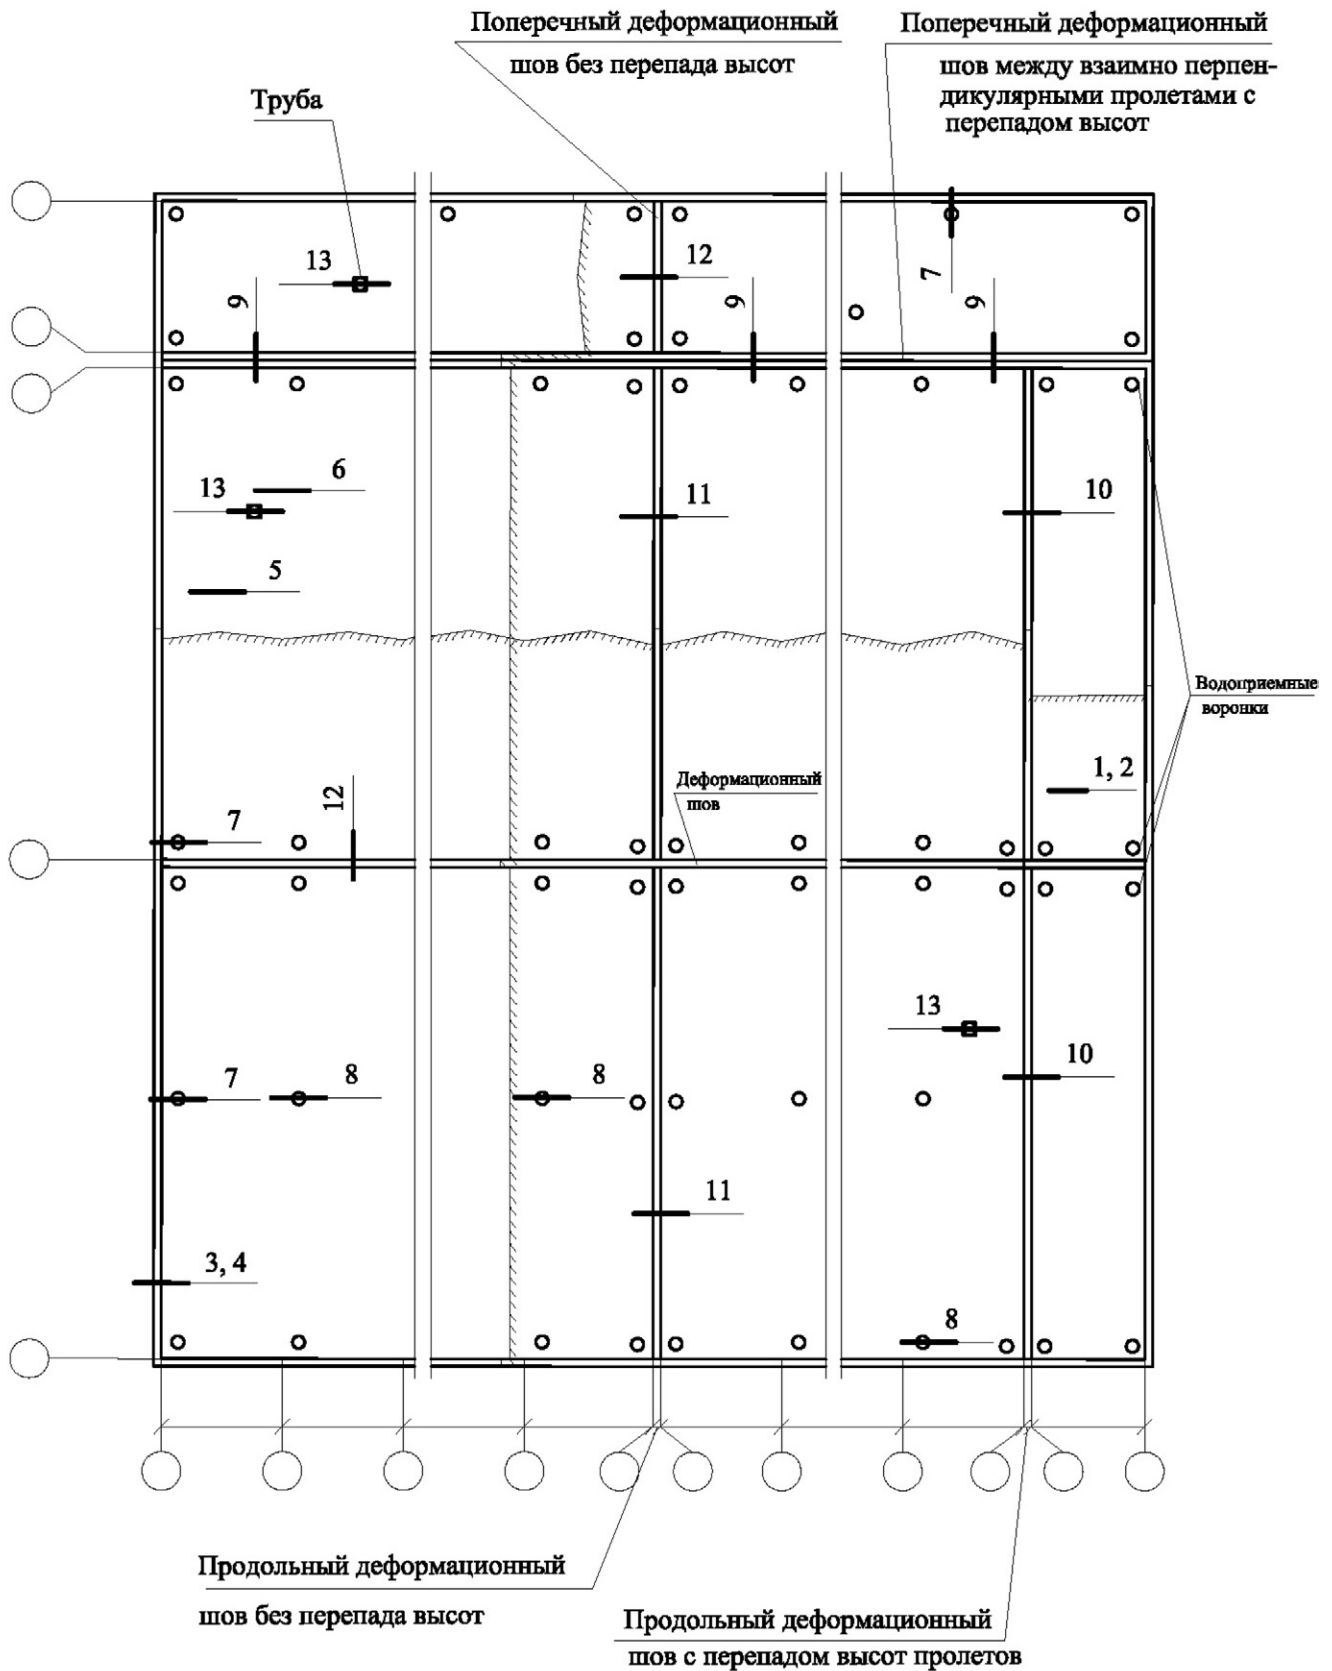 Поперечный деформационный
шов без перепада высот
Поперечный деформационный
шов между взаимно перпен-
дикулярными пролетами с
перепадом высот
Труба
13
9
12
9
7
9
6
13
11
10
5
Водоприемные
воронки
1, 2
Деформационный
шов
12
7
13
10
7
8
8
11
3, 4
8
Продольный деформационный
шов без перепада высот
Продольный деформационный
шов с перепадом высот пролетов